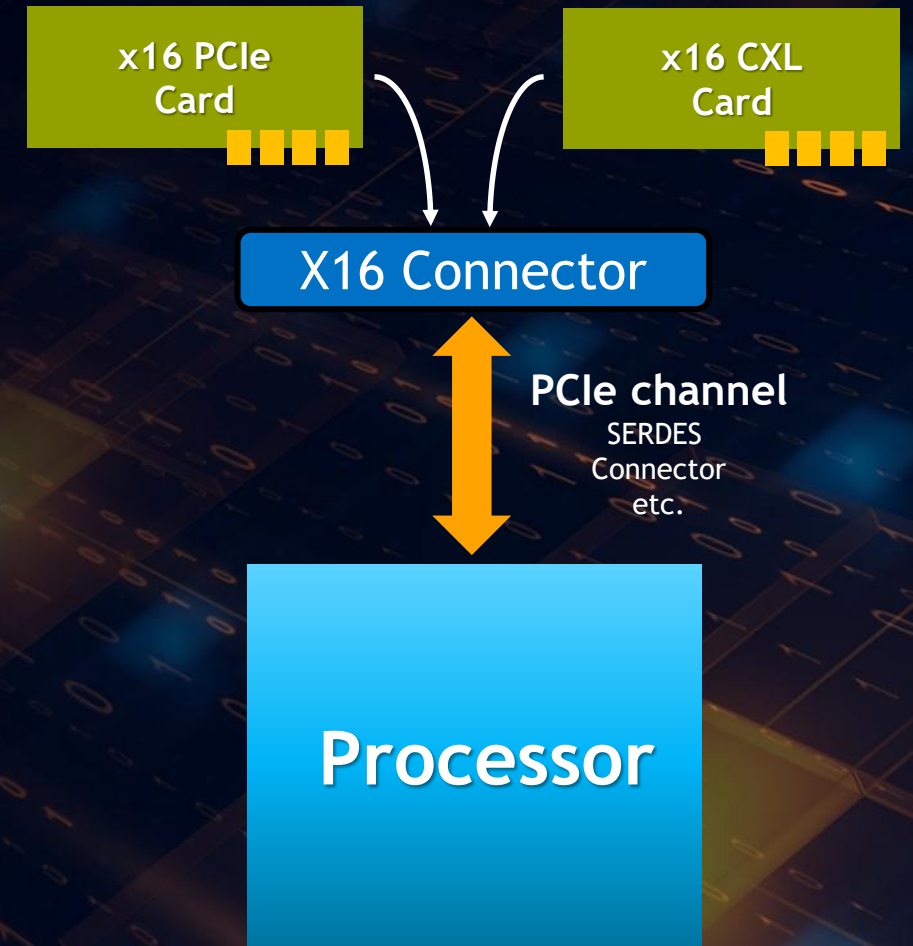 x16 PCIe
Card
x16 CXL
Card
X16 Connector
PCIe channel
SERDES
Connector
etc.
Processor